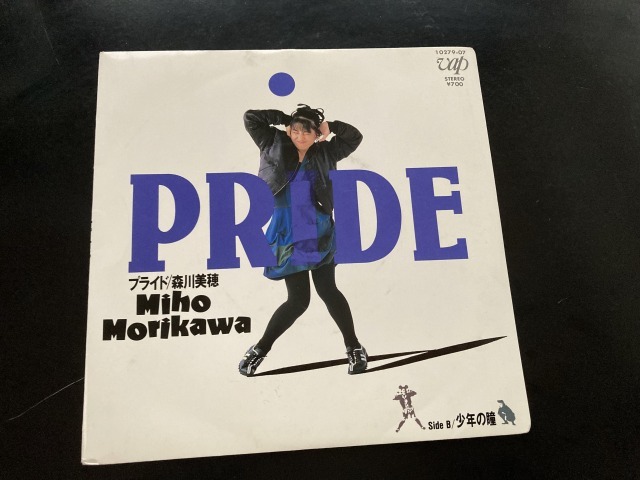 10279-07
vap
STEREO
¥700
PRiDE
プライド/森川美穂
Miho
Morikawa
Side B/少年の瞳